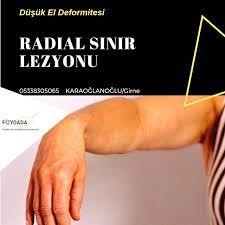 Düşük El Deformitesi
RADIAL SINIR
LEZYONU
05338305065 KARAOĞLANOĞLU/Girne
FİZYOADA